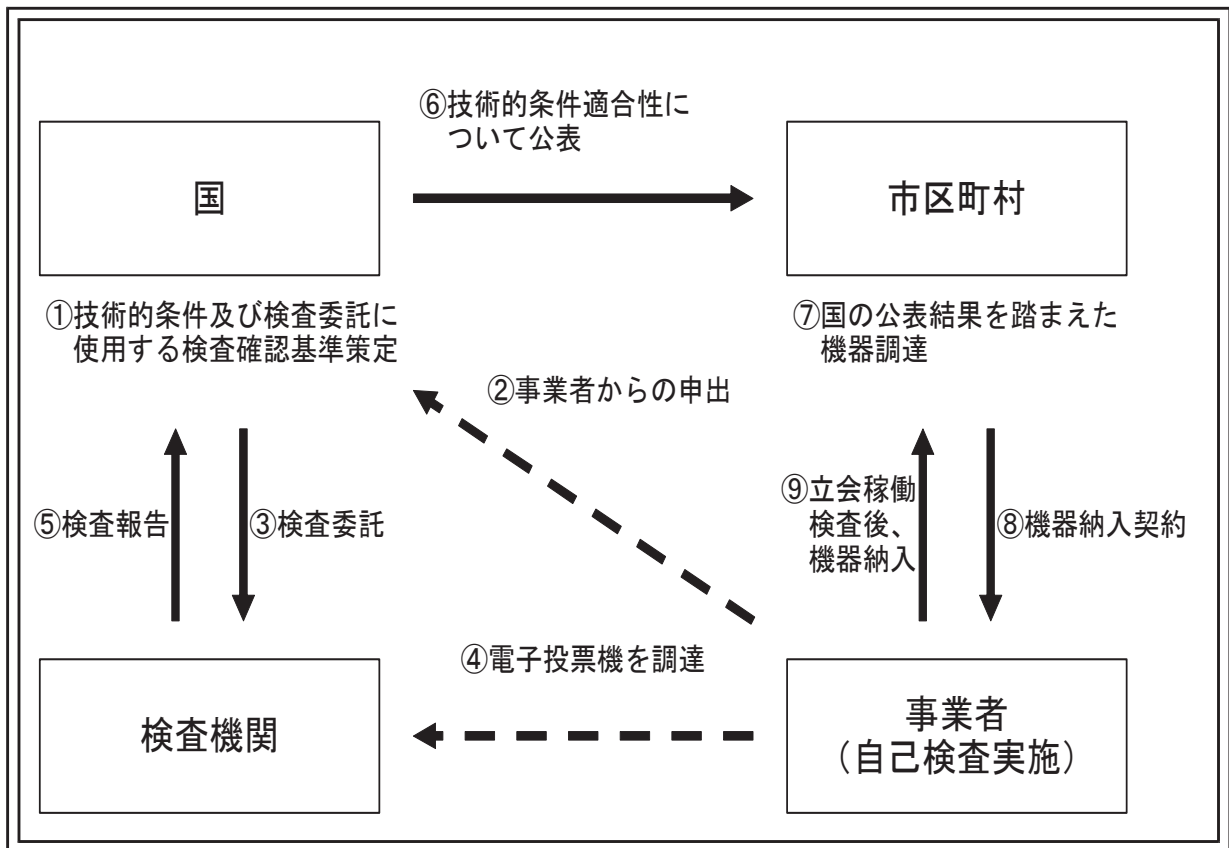 ⑥技術的条件適合性に
ついて公表
国
市区町村
①技術的条件及び検査委託に
使用する検査確認基準策定
⑦国の公表結果を踏まえた
機器調達
②事業者からの申出
⑤検査報告
③検査委託
⑨立会稼働
検査後、
機器納入
⑧機器納入契約
④電子投票機を調達
検査機関
事業者
（自己検査実施）